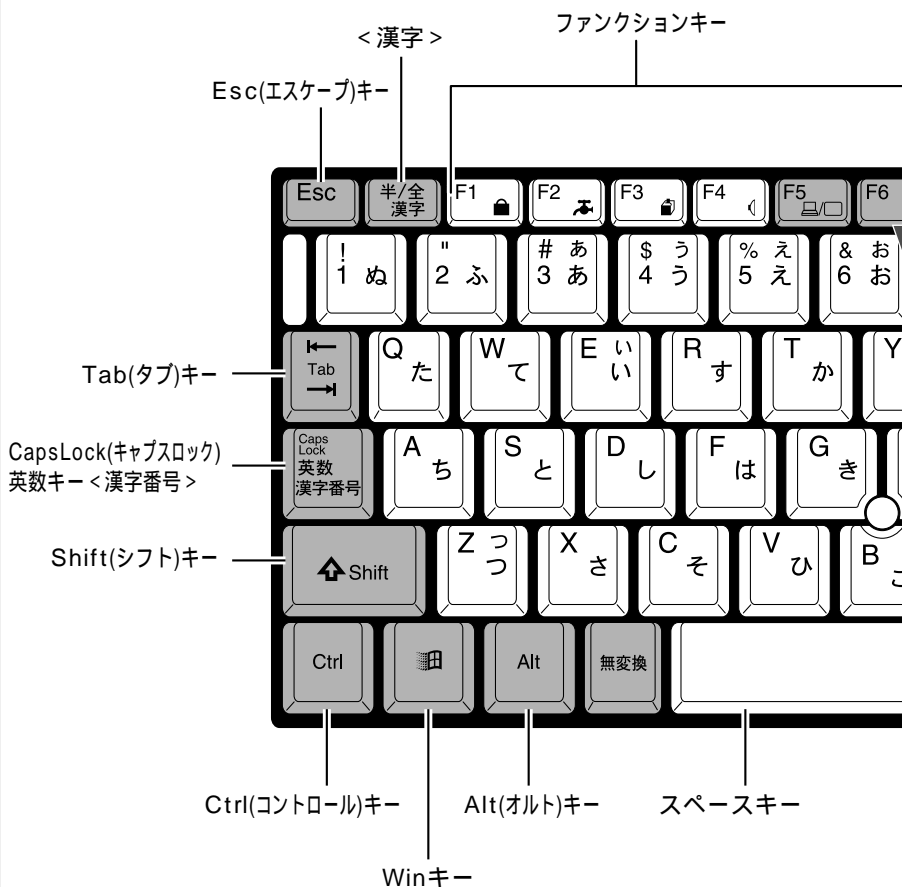 ファンクションキー
<漢字>
Esc(エスケープ)キー
Esc 半/全 F1 F2 F3 F4 F5 F6
漢字
! " # ぁ $ ぅ % ぇ & ぉ
1 ぬ 2 ふ 3 あ 4 う 5 え 6 お
Tab(タブ)キー
Tab
Q た W て E ぃ い R す T か Y
CapsLock(キャプスロック)
英数キー<漢字番号>
Caps
Lock
英数
漢字番号
A ち S と D し F は G き
Shift(シフト)キー
Shift Z っ つ X さ C そ V ひ B こ
Ctrl Alt 無変換
Ctrl(コントロール)キー Alt(オルト)キー スペースキー
Winキー